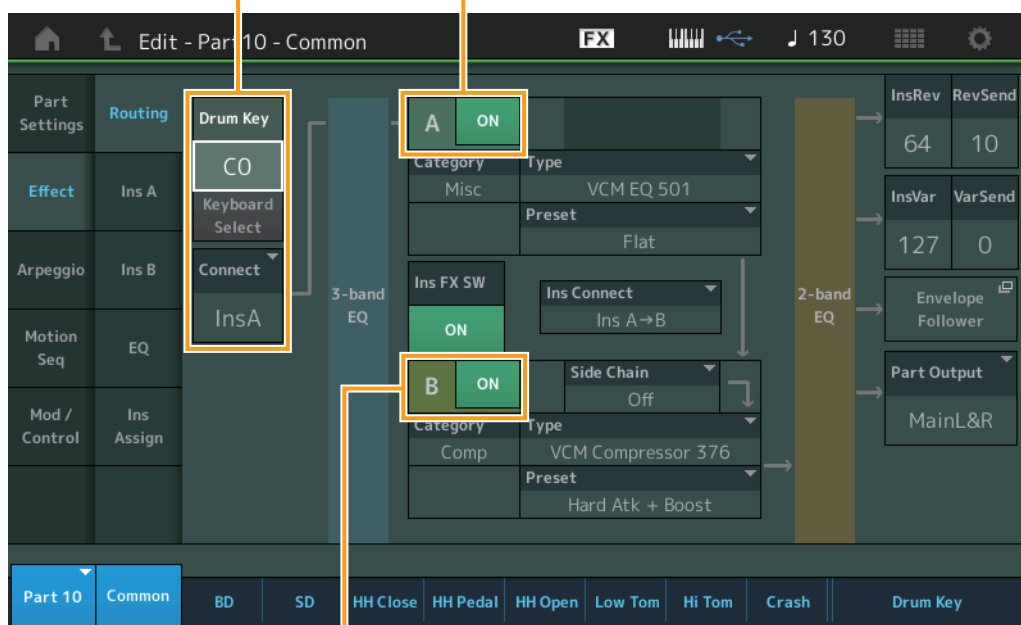 Edit - Part10 - Common
FX
130
Part
Settings
Effect
Arpeggio
Motion
Seq
Mod /
Control
Routing
Ins A
Ins B
EQ
Ins
Assign
Drum Key
C0
Keyboard
Select
Connect
InsA
3-band
EQ
A ON
Category Type
Misc VCM EQ 501
Preset
Flat
Ins FX SW
ON
Ins Connect
Ins A→B
B ON
Side Chain
Off
Category Type
Comp VCM Compressor 376
Preset
Hard Atk + Boost
2-band
EQ
InsRev RevSend
64 10
InsVar VarSend
127 0
Envelope
Follower
Part Output
MainL&R
Part 10 Common BD SD HH Close HH Pedal HH Open Low Tom Hi Tom Crash Drum Key